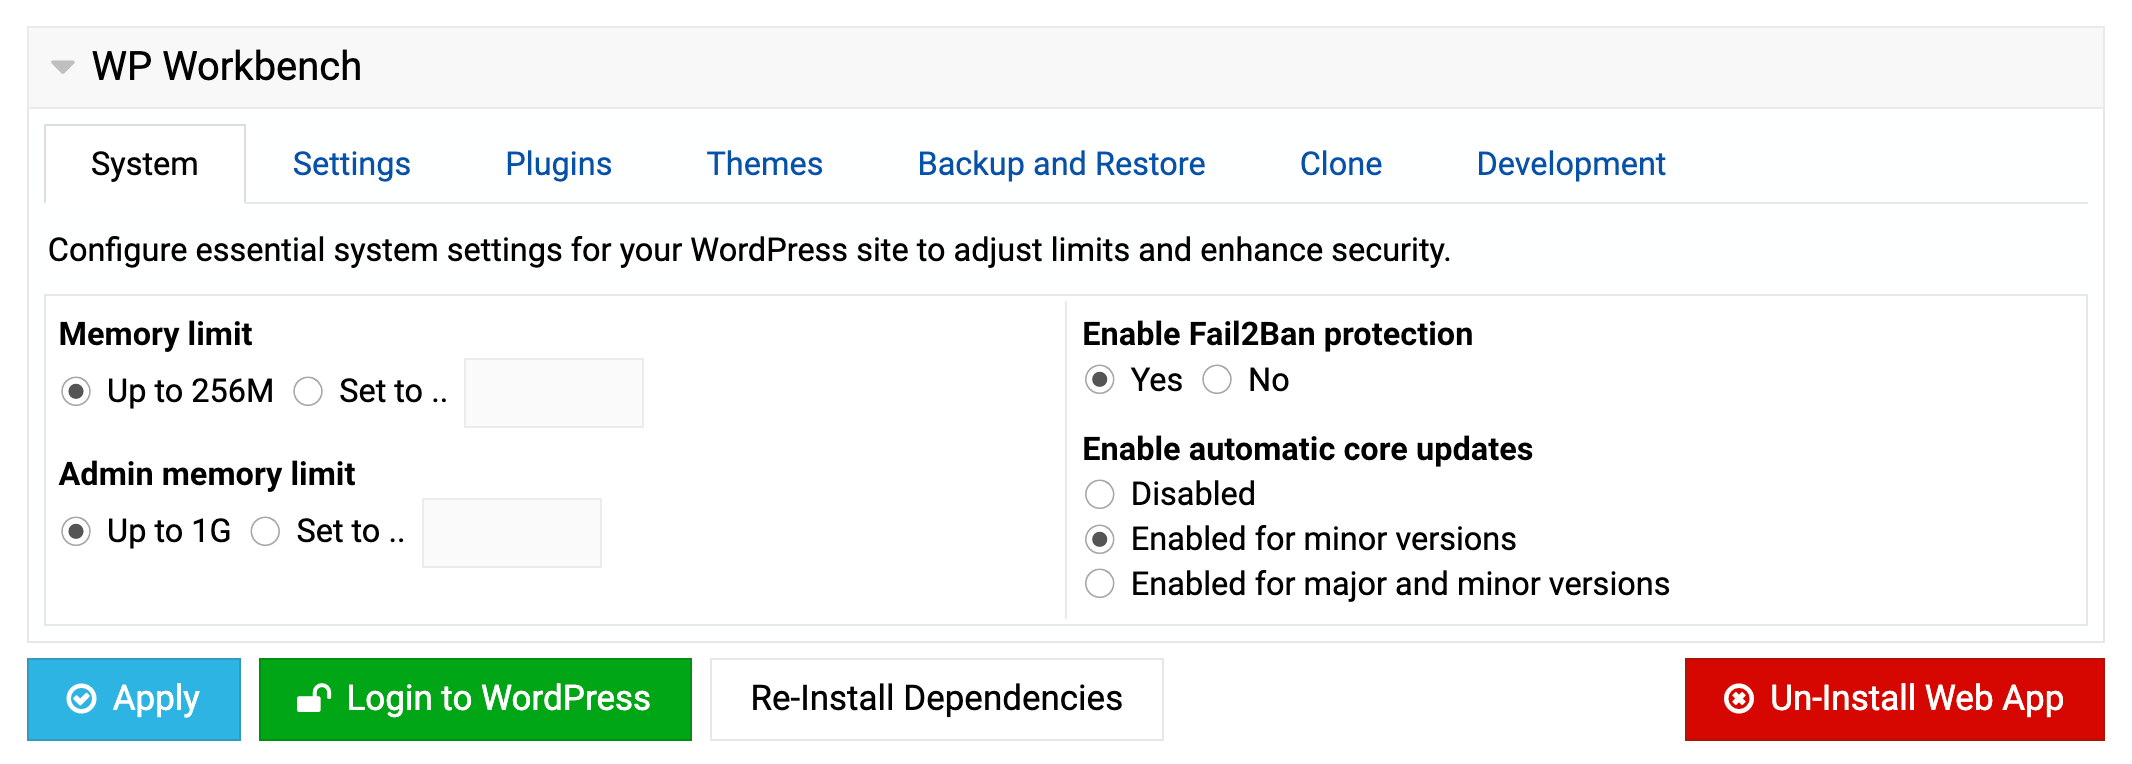 WP Workbench
System Settings Plugins Themes Backup and Restore Clone Development
Configure essential system settings for your WordPress site to adjust limits and enhance security.
Memory limit
Up to 256M Set to ..
Admin memory limit
Up to 1G Set to ..
Enable Fail2Ban protection
Yes No
Enable automatic core updates
Disabled
Enabled for minor versions
Enabled for major and minor versions
Apply Login to WordPress Re-Install Dependencies Un-Install Web App